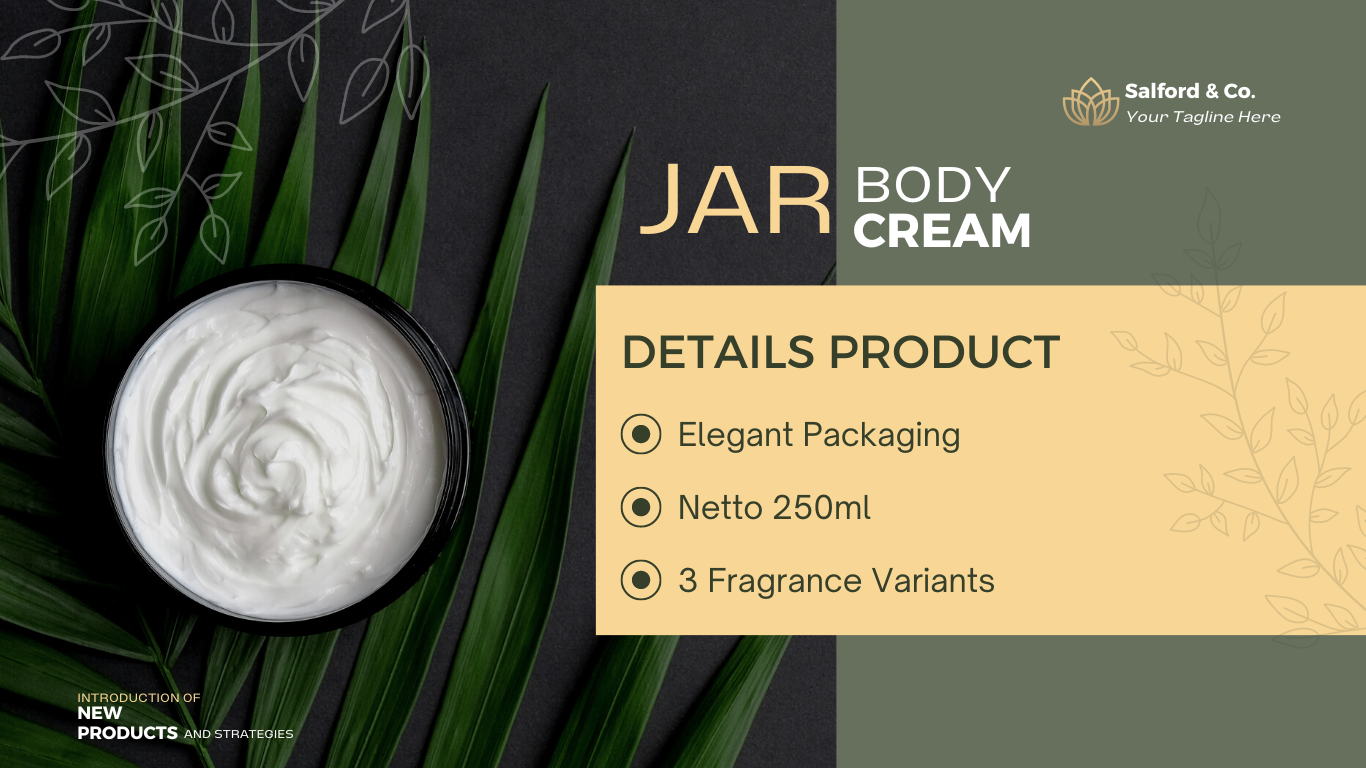 Salford & Co.
Your Tagline Here
JAR BODY
CREAM
DETAILS PRODUCT
Elegant Packaging
Netto 250ml
3 Fragrance Variants
INTRODUCTION OF
NEW
PRODUCTS AND STRATEGIES